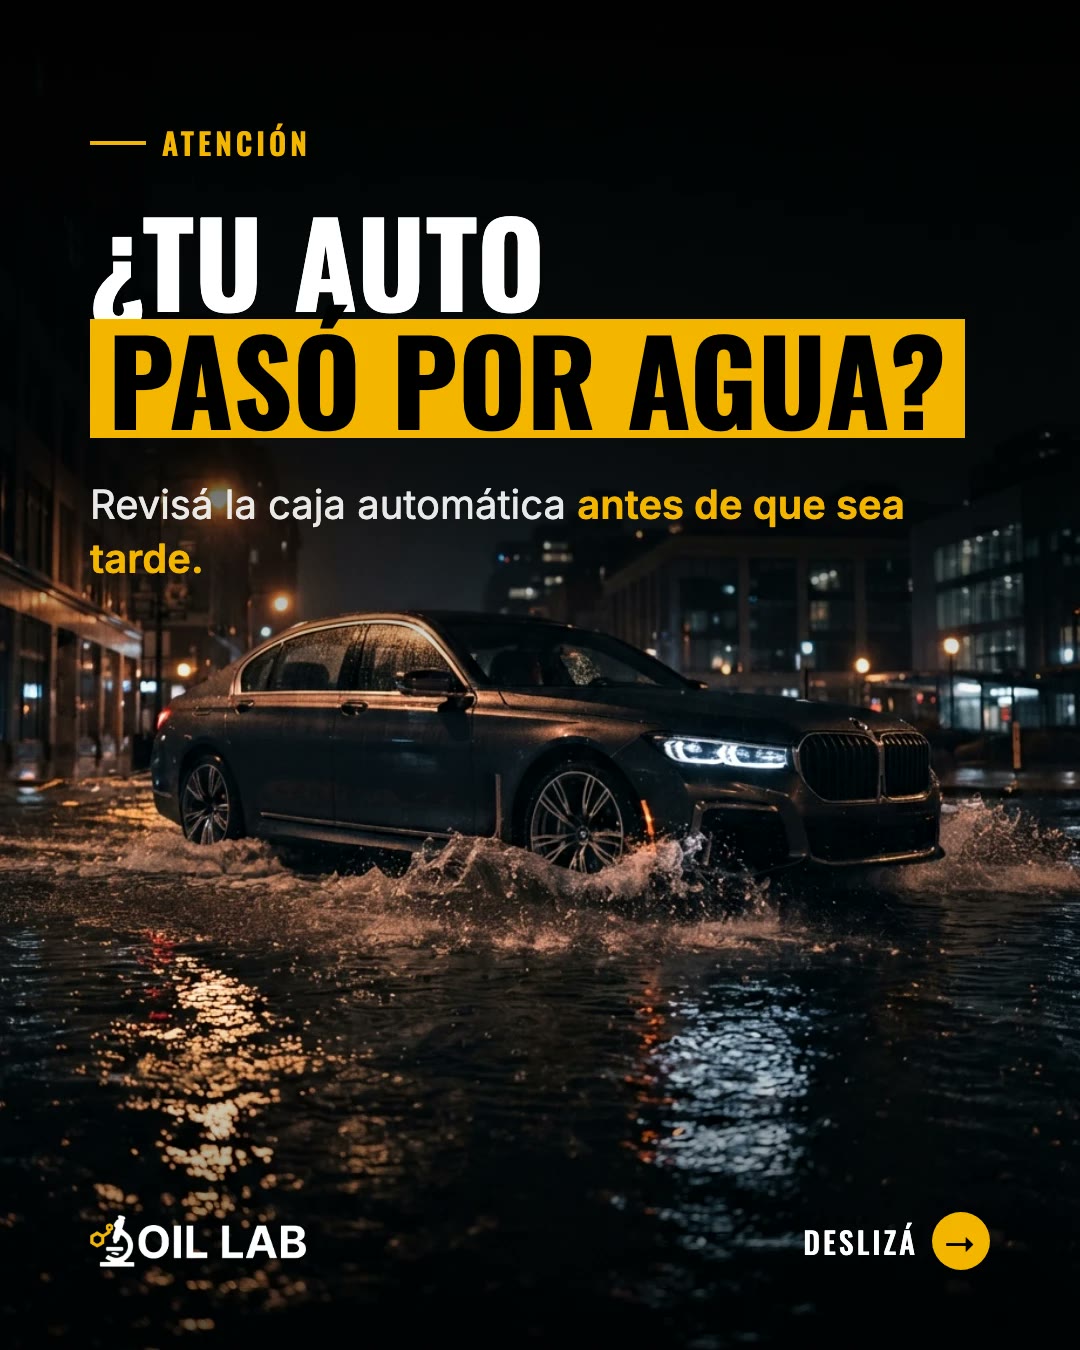 ATENCIÓN
¿TU AUTO
PASÓ POR AGUA?
Revisá la caja automática antes de que sea
tarde.
OIL LAB
DESLIZÁ →